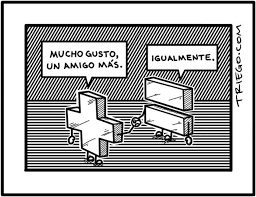 MUCHO GUSTO,
UN AMIGO MÁS.
IGUALMENTE.
TRIEGO.COM